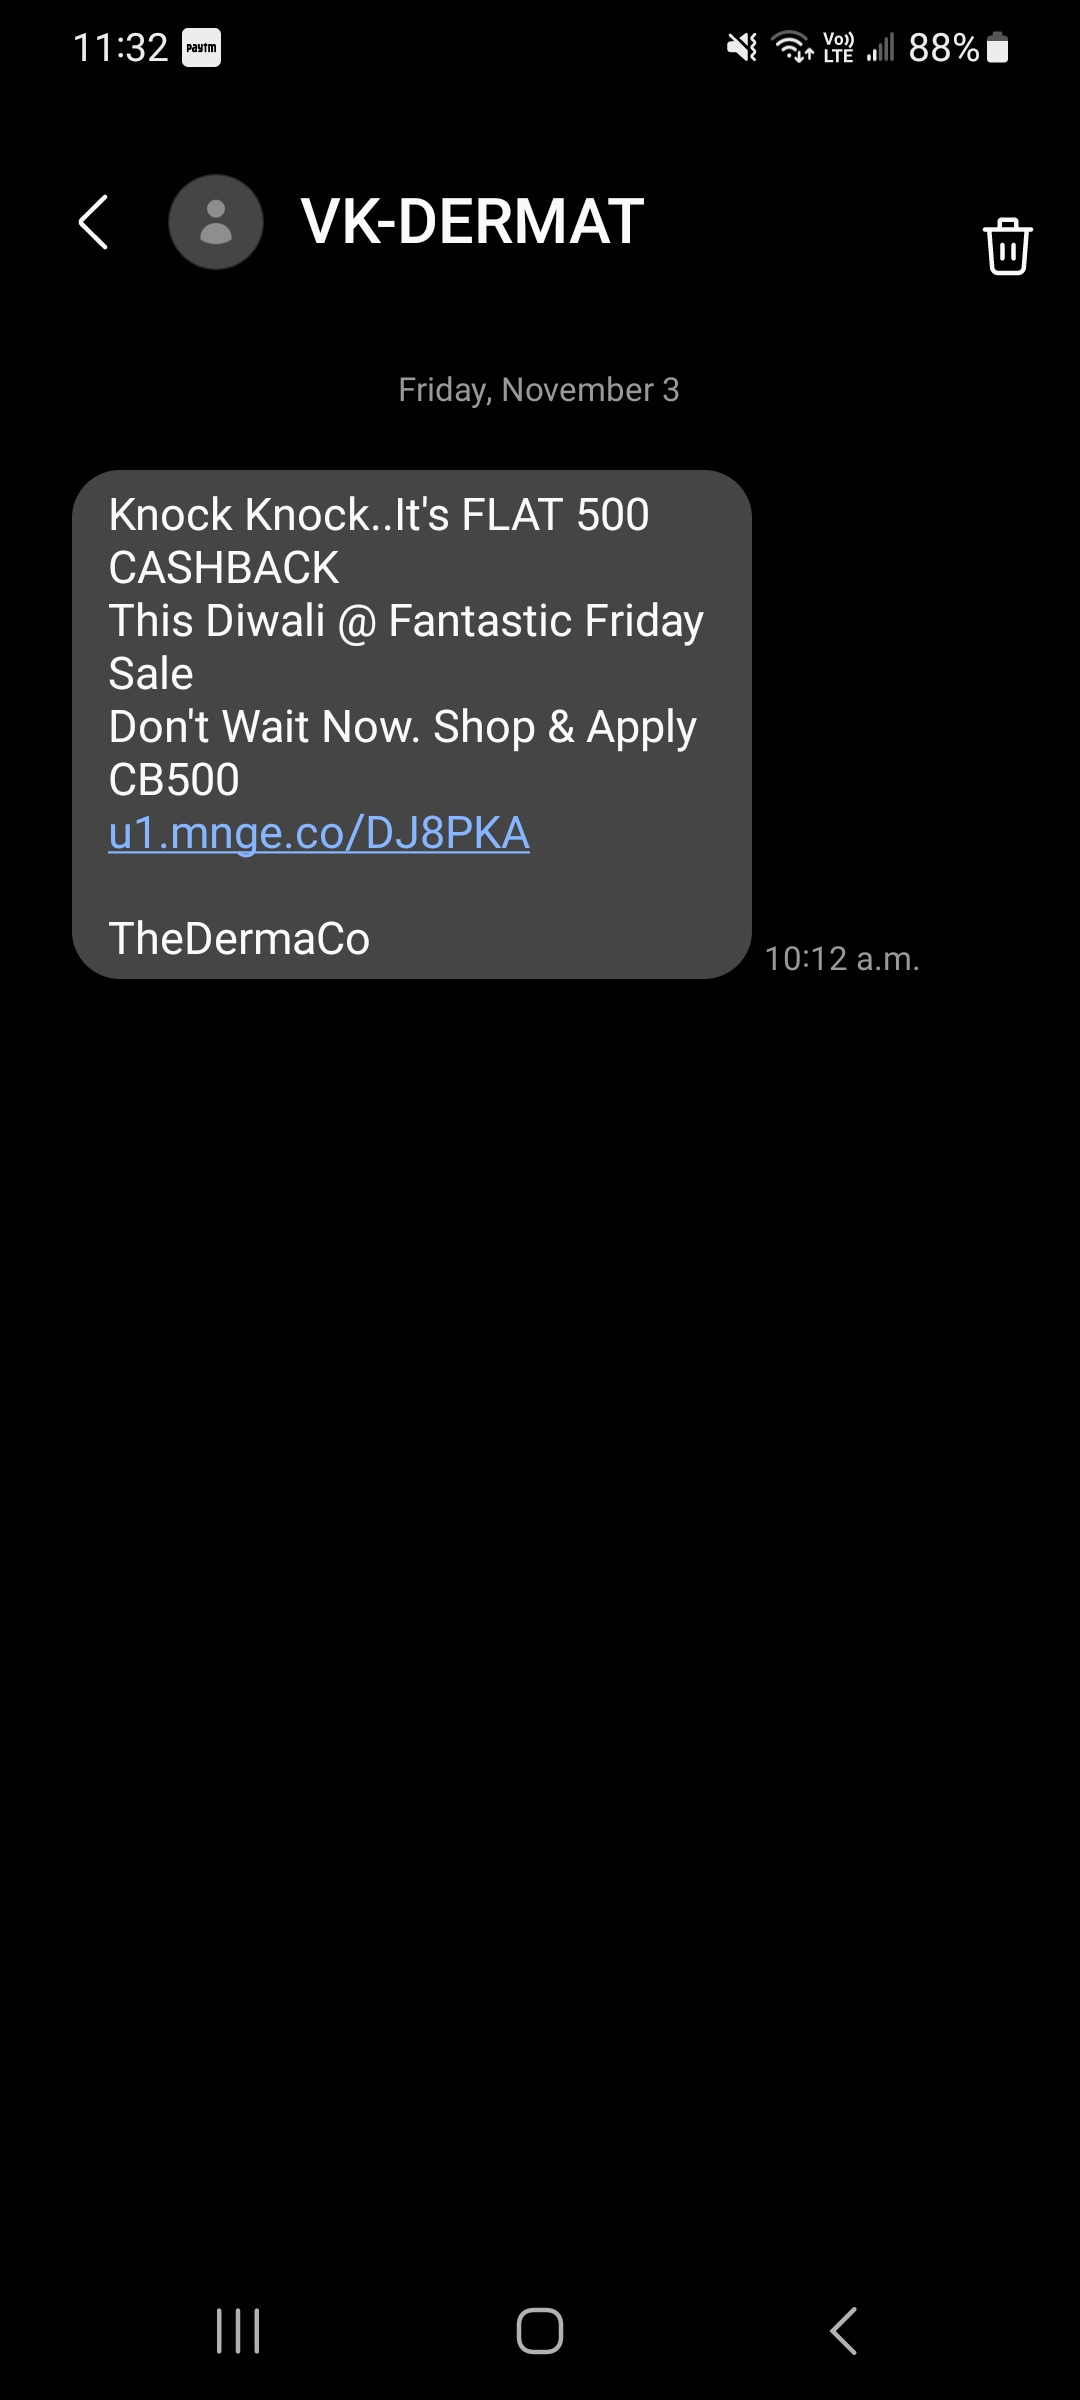 11:32 paytm Vo)) LTE 88%
VK-DERMAT
Friday, November 3
Knock Knock..It's FLAT 500
CASHBACK
This Diwali @ Fantastic Friday
Sale
Don't Wait Now. Shop & Apply
CB500
u1.mnge.co/DJ8PKA
TheDermaCo
10:12 a.m.